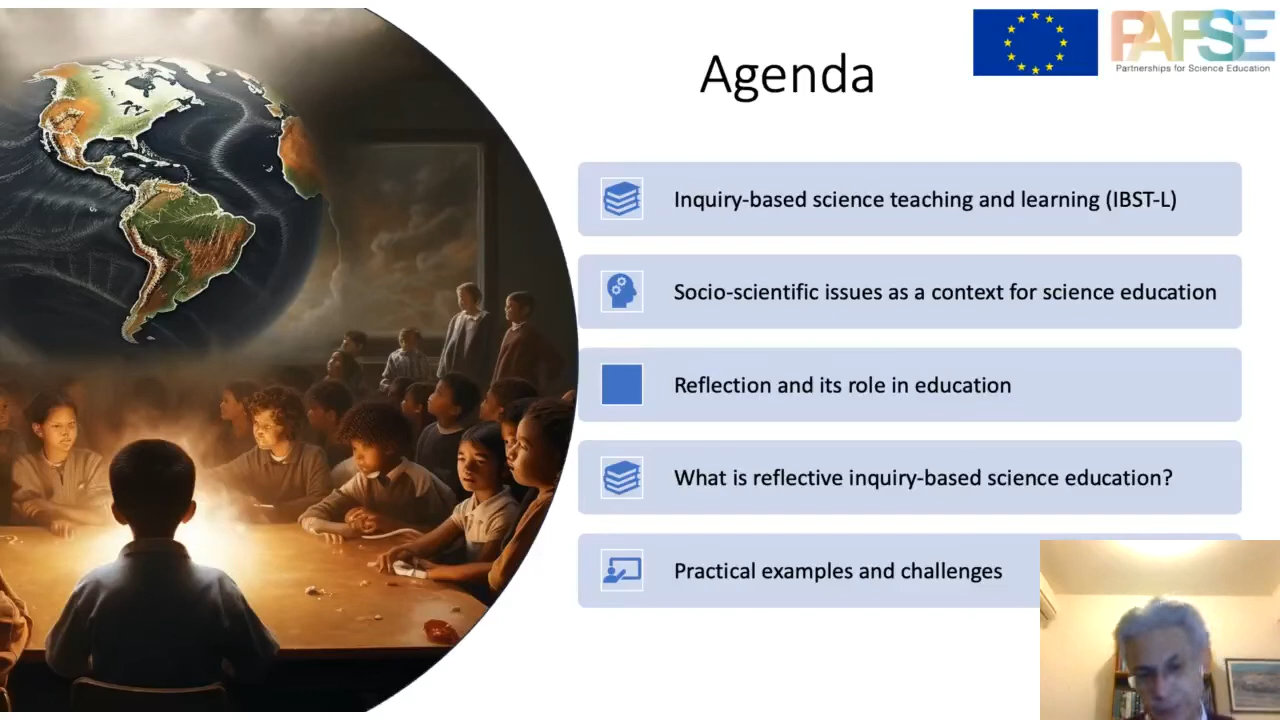 Agenda
PAFSE
Partnerships for Science Education
Inquiry-based science teaching and learning (IBST-L)
Socio-scientific issues as a context for science education
Reflection and its role in education
What is reflective inquiry-based science education?
Practical examples and challenges